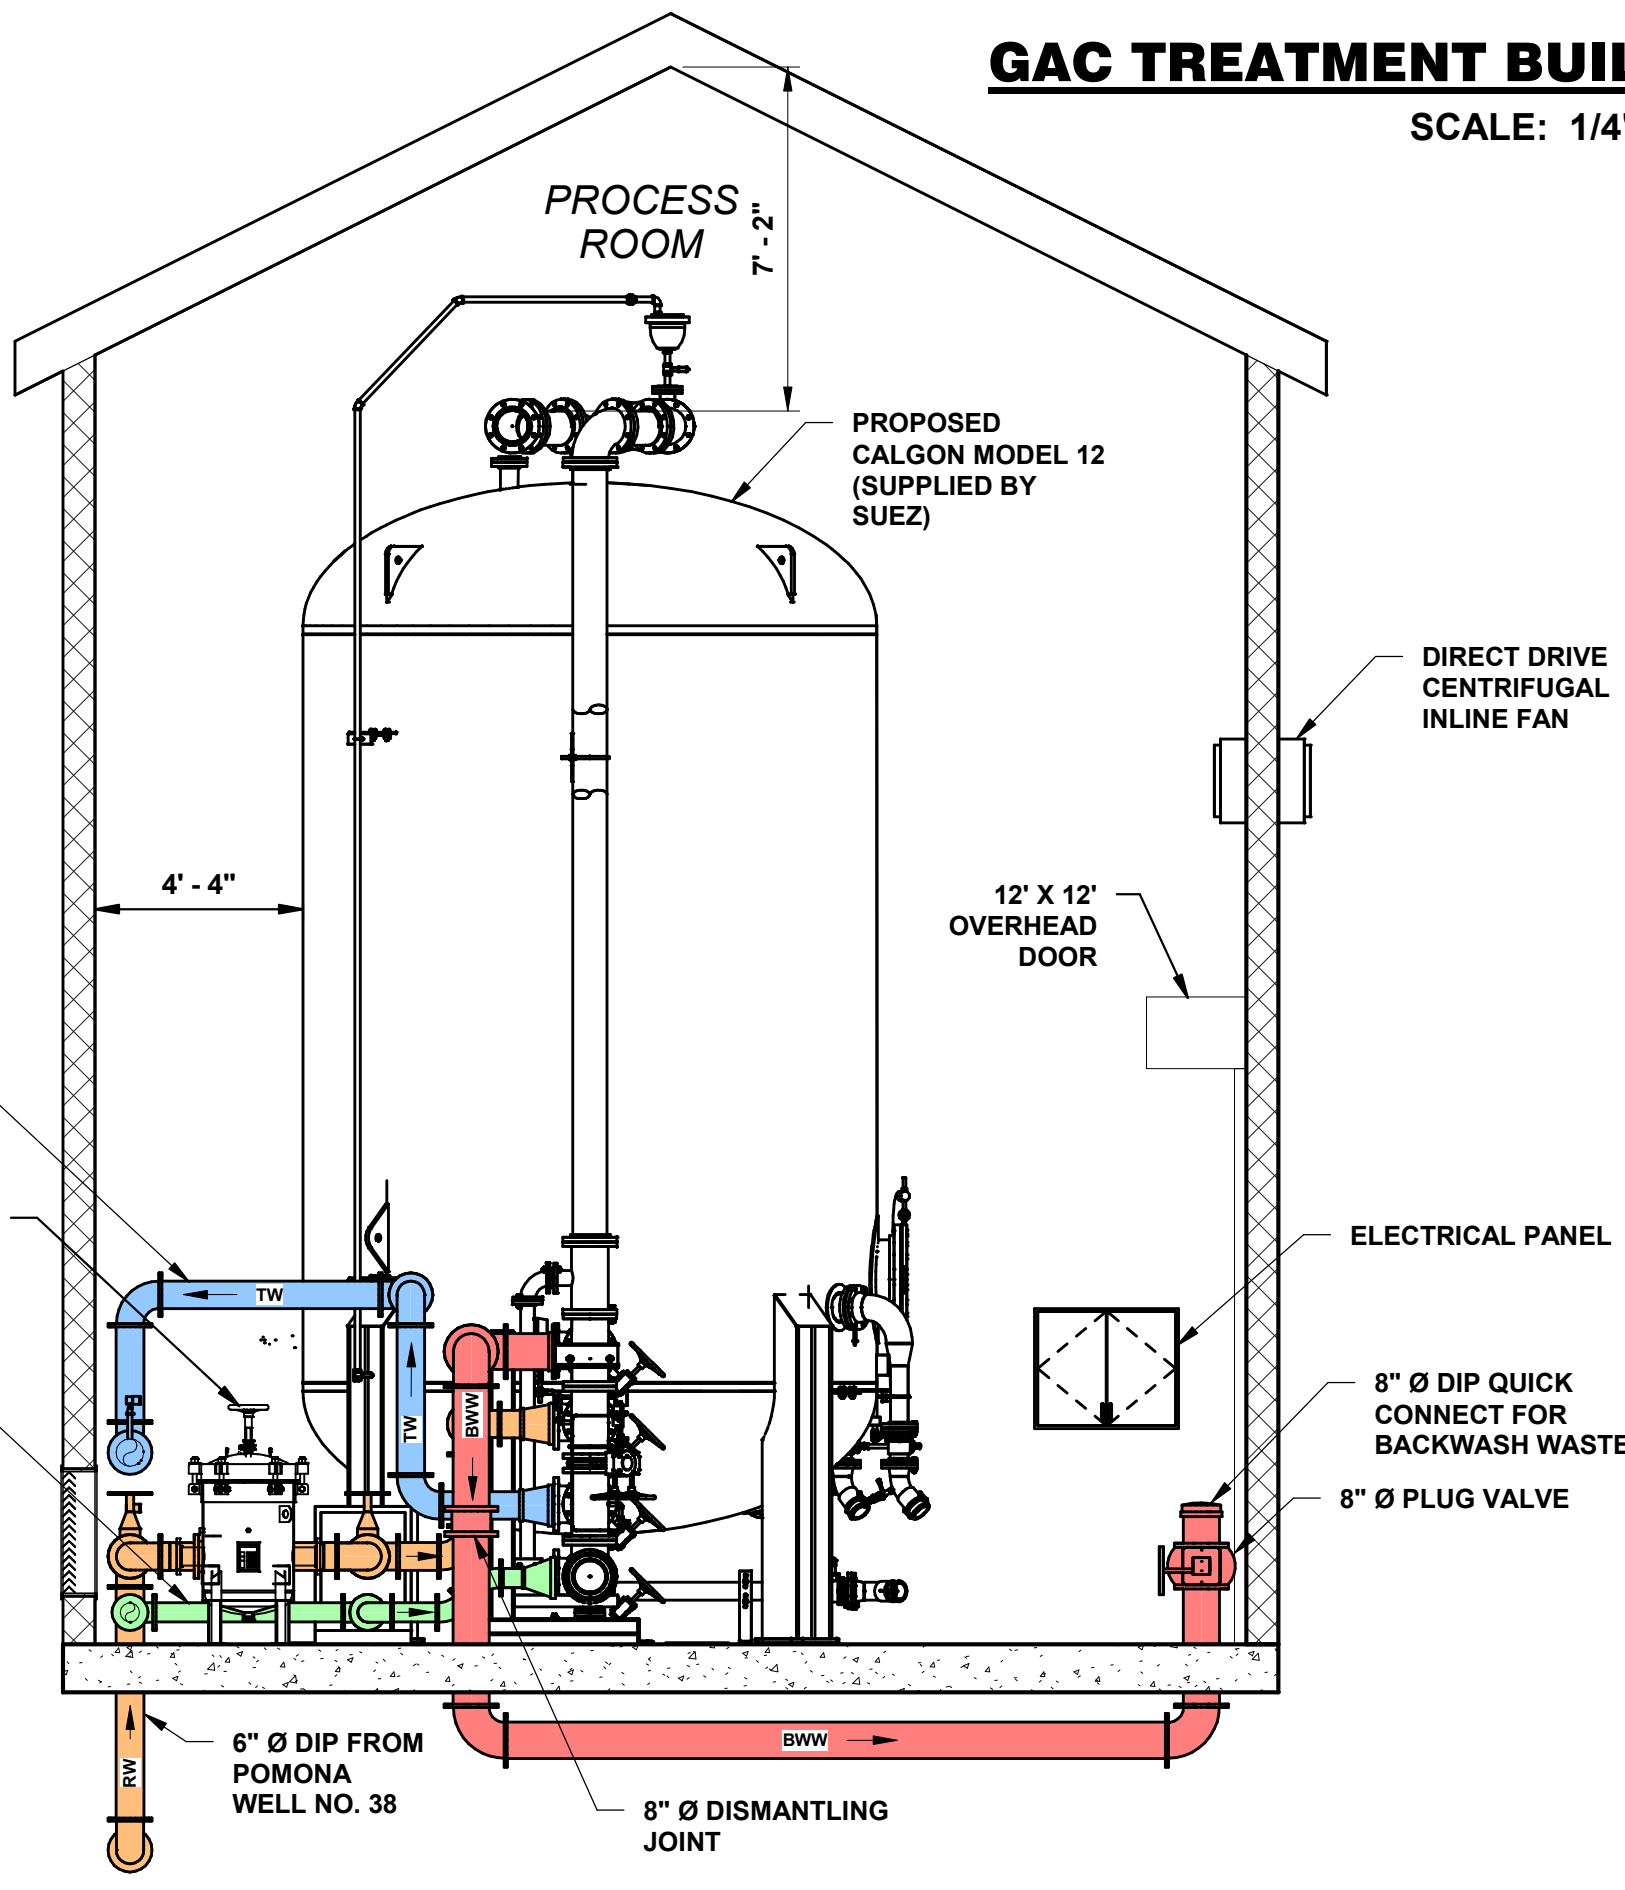 GAC TREATMENT BUIL
SCALE: 1/4"
PROCESS
ROOM
7' - 2"
PROPOSED
CALGON MODEL 12
(SUPPLIED BY
SUEZ)
DIRECT DRIVE
CENTRIFUGAL
INLINE FAN
4' - 4"
12' X 12'
OVERHEAD
DOOR
ELECTRICAL PANEL
TW
TW
BWW
8" Ø DIP QUICK
CONNECT FOR
BACKWASH WASTE
8" Ø PLUG VALVE
RW
6" Ø DIP FROM
POMONA
WELL NO. 38
BWW
8" Ø DISMANTLING
JOINT